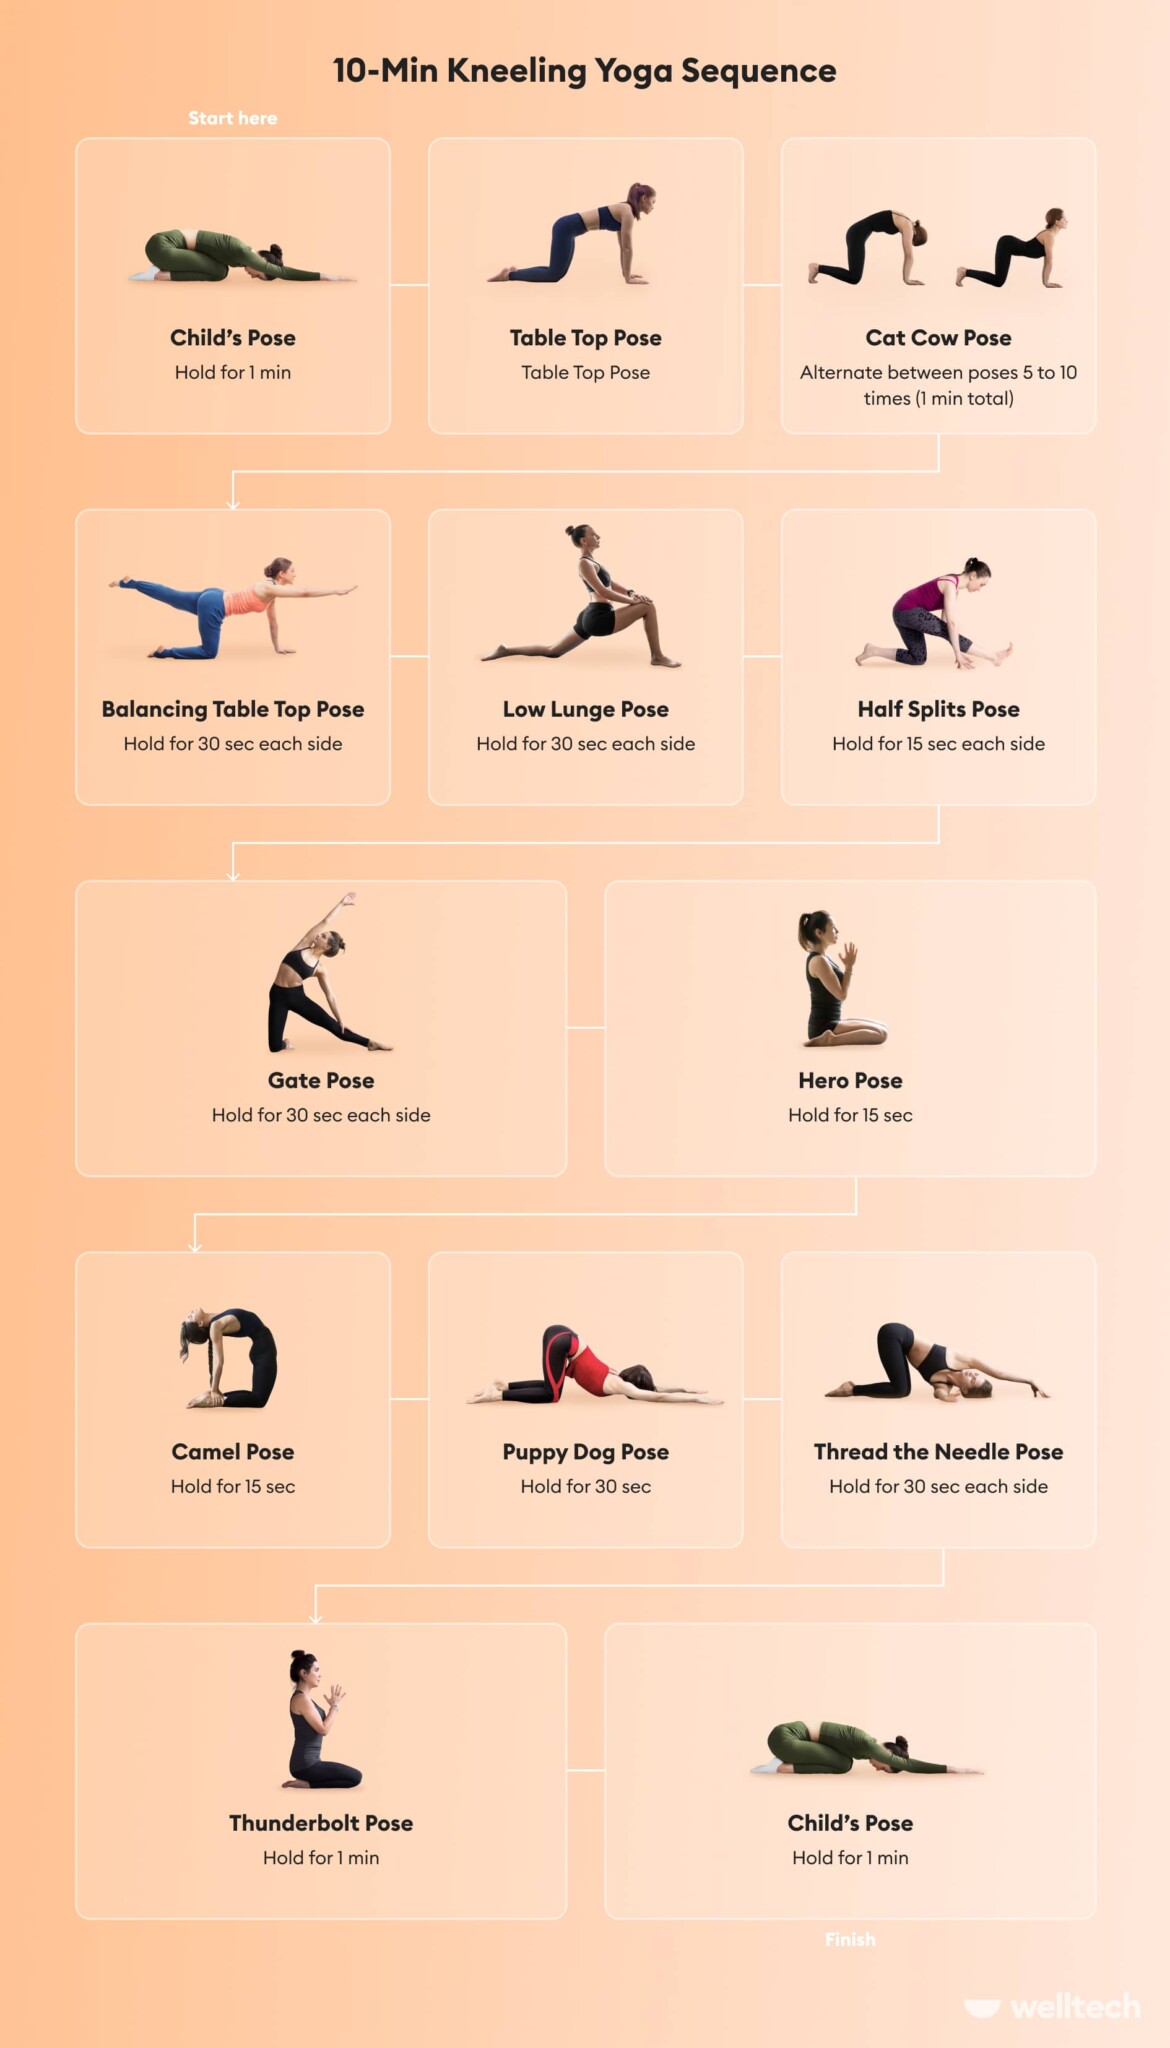 10-Min Kneeling Yoga Sequence
Start here
Child's Pose
Hold for 1 min
Table Top Pose
Table Top Pose
Cat Cow Pose
Alternate between poses 5 to 10
times (1 min total)
Balancing Table Top Pose
Hold for 30 sec each side
Low Lunge Pose
Hold for 30 sec each side
Half Splits Pose
Hold for 15 sec each side
Gate Pose
Hold for 30 sec each side
Hero Pose
Hold for 15 sec
Camel Pose
Hold for 15 sec
Puppy Dog Pose
Hold for 30 sec
Thread the Needle Pose
Hold for 30 sec each side
Thunderbolt Pose
Hold for 1 min
Child's Pose
Hold for 1 min
Finish
welltech